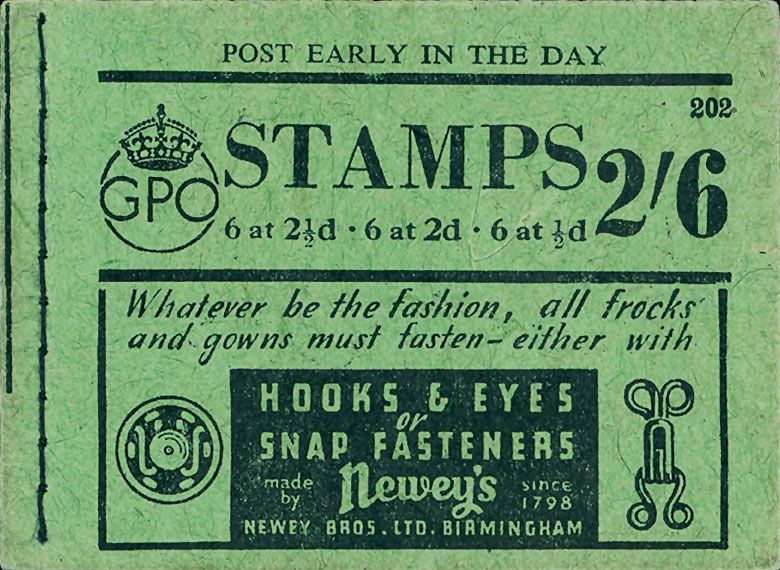 POST EARLY IN THE DAY
202
GPO
STAMPS 2/6
6 at 2½d · 6 at 2d · 6 at ½d
Whatever be the fashion, all frocks
and gowns must fasten – either with
HOOKS & EYES
or
SNAP FASTENERS
made by Newey's since 1798
NEWEY BROS. LTD. BIRMINGHAM